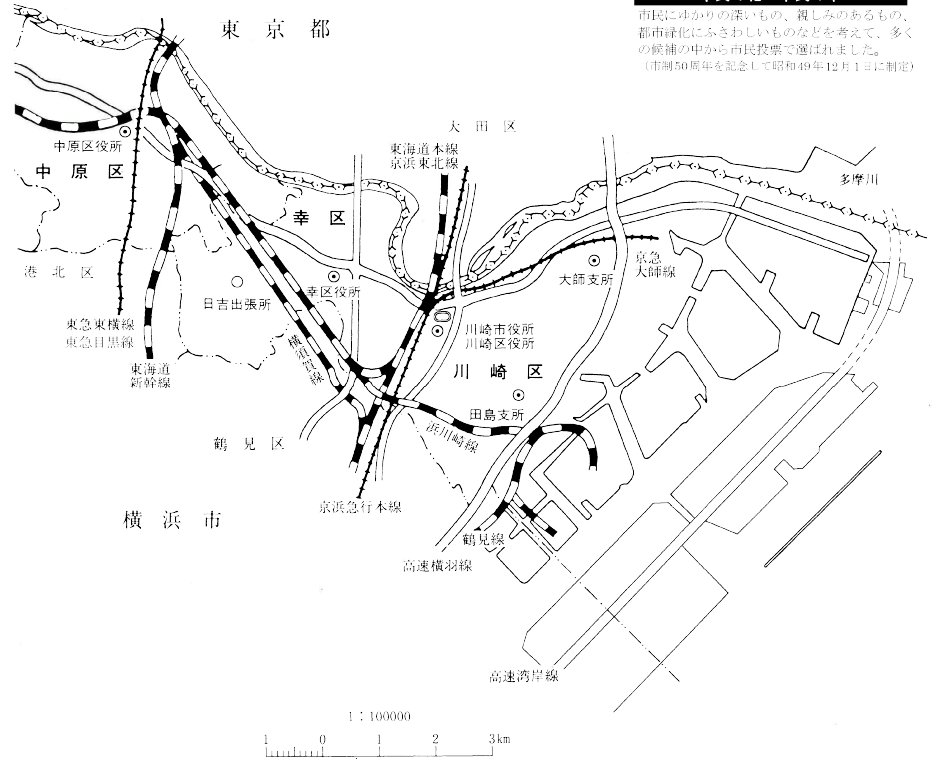 市民にゆかりの深いもの、親しみのあるもの、
都市緑化にふさわしいものなどを考えて、多く
の候補の中から市民投票で選ばれました。
(市制50周年を記念して昭和49年12月1日に制定)
東京都
大田区
東海道本線
京浜東北線
多摩川
中原区役所
中原区
幸区
港北区
日吉出張所
幸区役所
大師支所
京急
大師線
東急東横線
東急目黒線
東海道
新幹線
横須賀線
川崎市役所
川崎区役所
川崎区
田島支所
浜川崎線
鶴見区
京浜急行本線
横浜市
鶴見線
高速横羽線
高速湾岸線
1:100000
1 0 1 2 3km